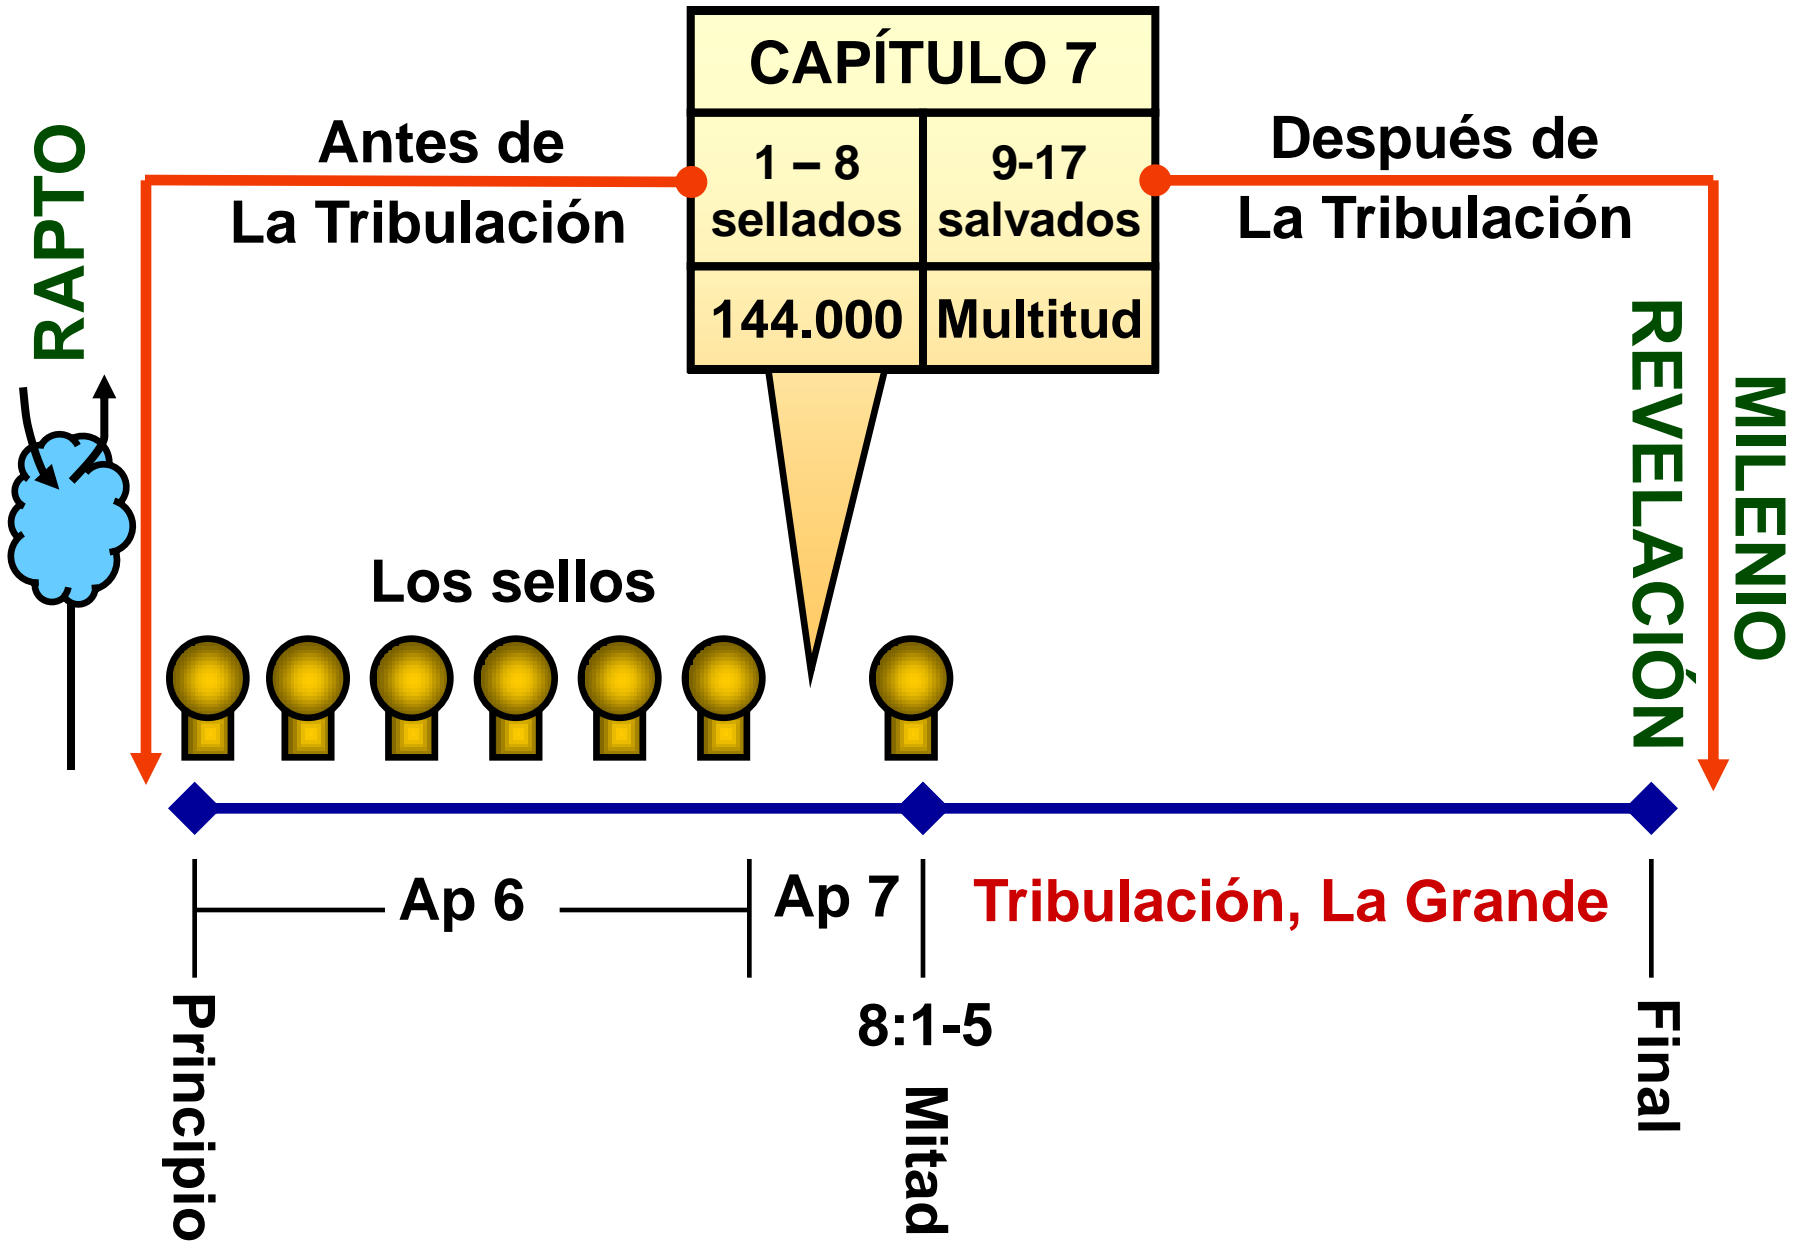 CAPÍTULO 7
1 – 8
sellados
9-17
salvados
144.000
Multitud
Antes de
La Tribulación
Después de
La Tribulación
RAPTO
REVELACIÓN
MILENIO
Los sellos
Ap 6
Ap 7
Tribulación, La Grande
8:1-5
Principio
Mitad
Final